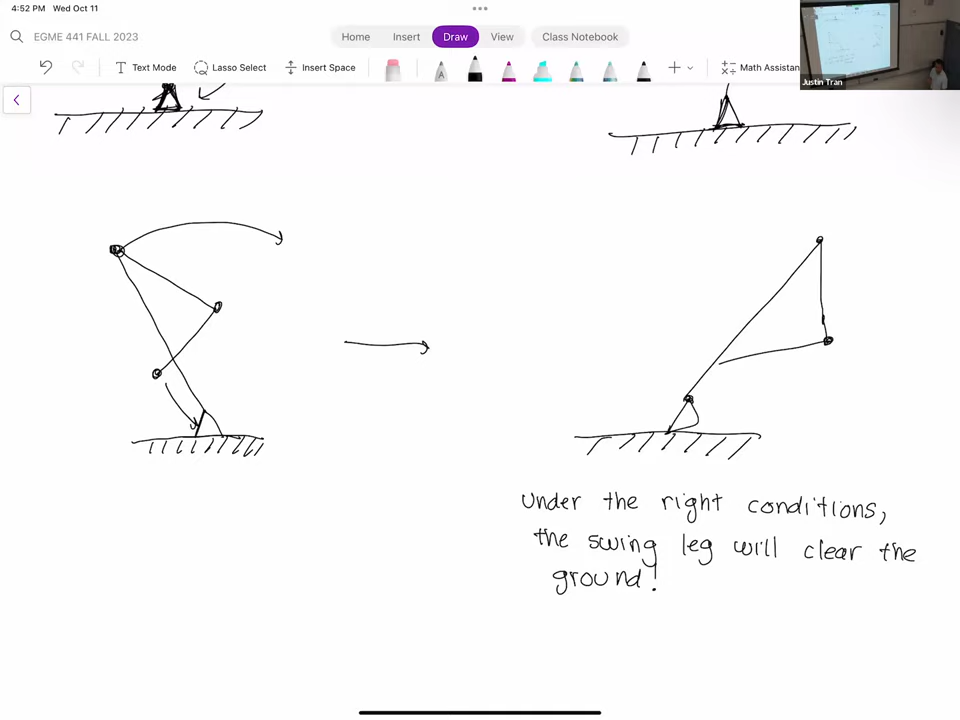 4:52 PM Wed Oct 11
EGME 441 FALL 2023
Home Insert Draw View Class Notebook
Text Mode Lasso Select Insert Space A Math Assistan
Justin Tran
Under the right conditions,
the swing leg will clear the
ground!